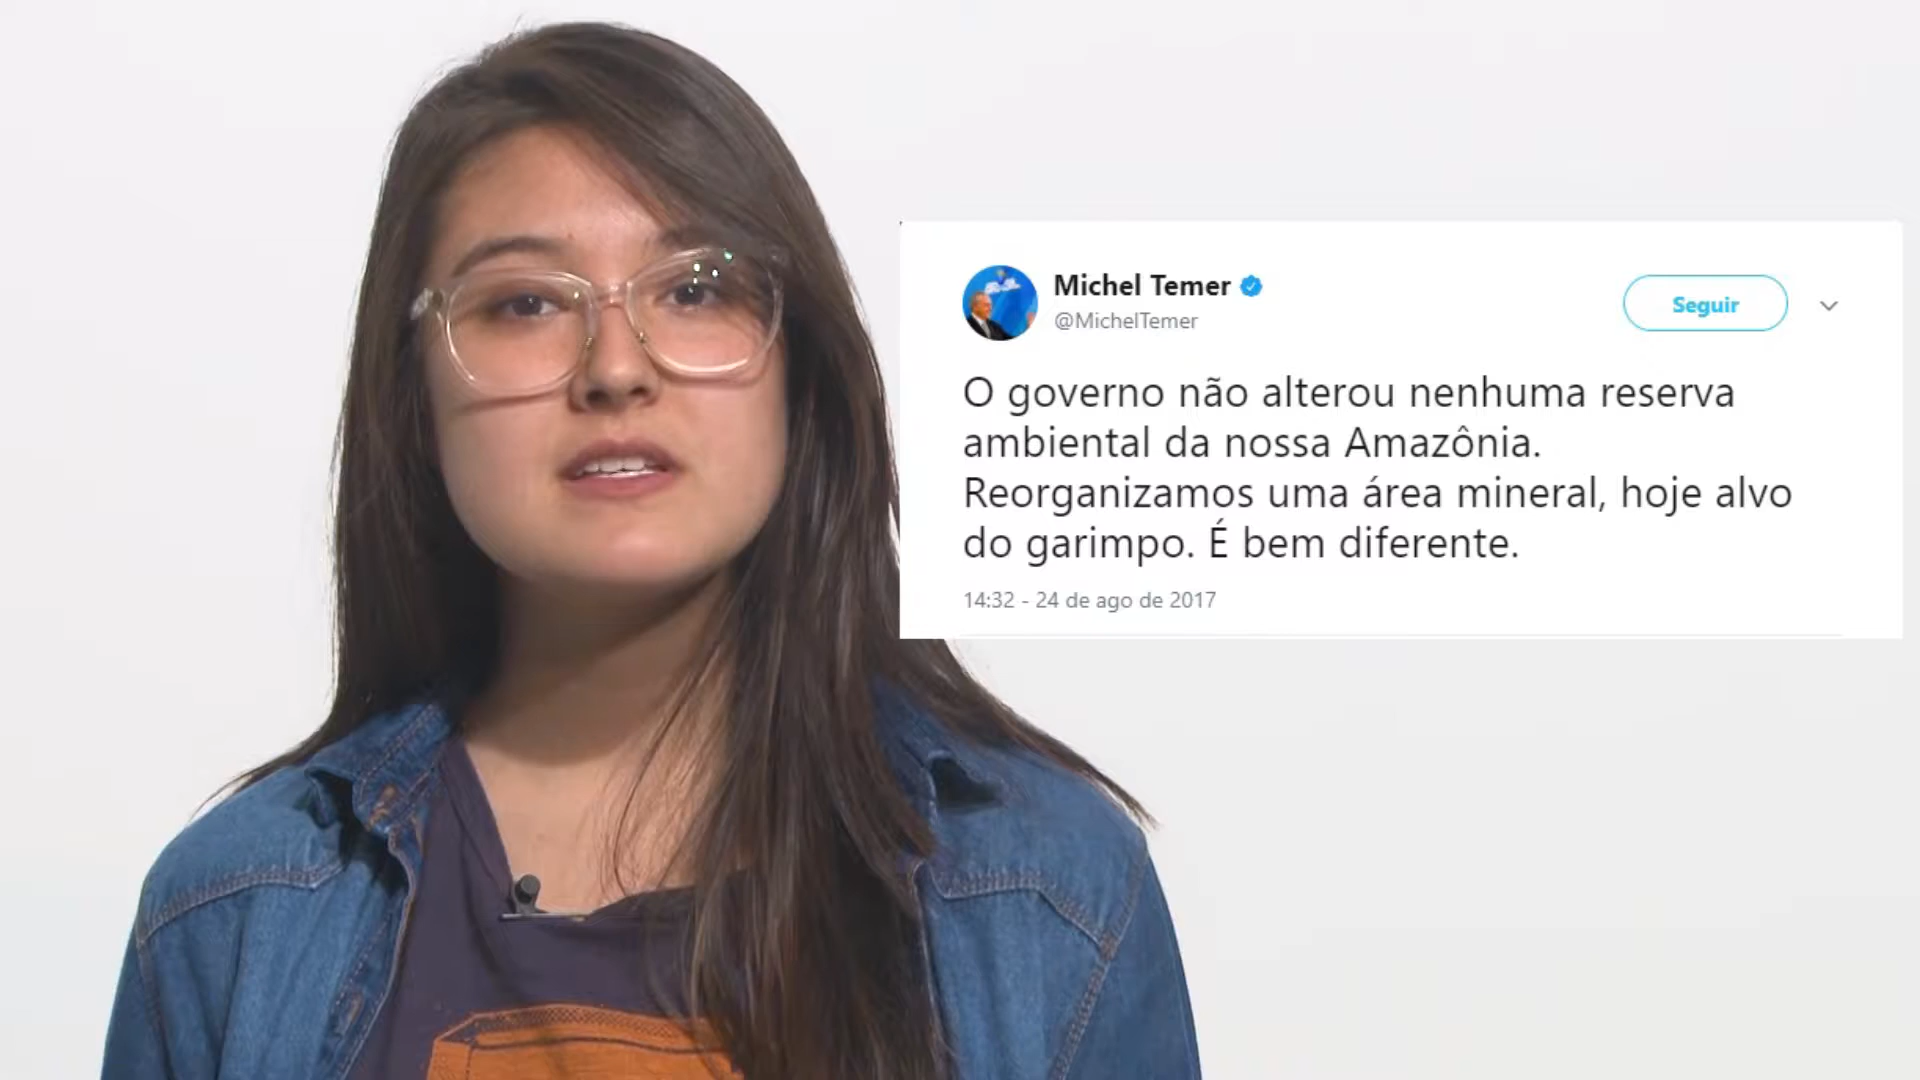 Michel Temer
@MichelTemer
Seguir
O governo não alterou nenhuma reserva
ambiental da nossa Amazônia.
Reorganizamos uma área mineral, hoje alvo
do garimpo. É bem diferente.
14:32 - 24 de ago de 2017